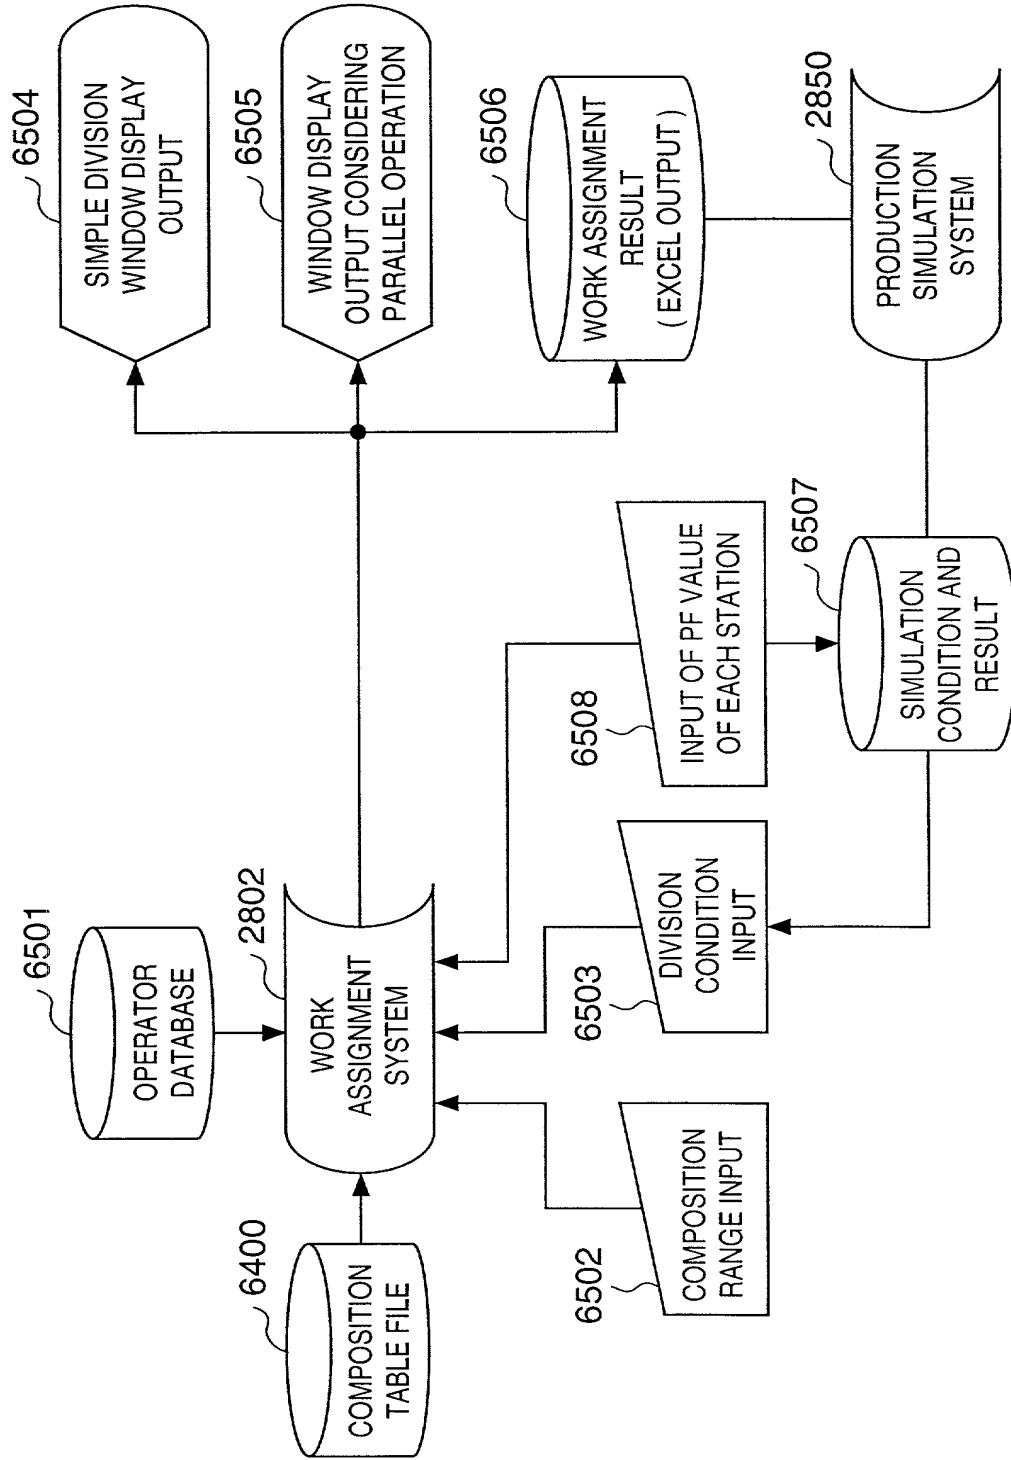 6501
OPERATOR
DATABASE
6400
COMPOSITION
TABLE FILE
2802
WORK
ASSIGNMENT
SYSTEM
6502
COMPOSITION
RANGE INPUT
6503
DIVISION
CONDITION
INPUT
6508
INPUT OF PF VALUE
OF EACH STATION
6504
SIMPLE DIVISION
WINDOW DISPLAY
OUTPUT
6505
WINDOW DISPLAY
OUTPUT CONSIDERING
PARALLEL OPERATION
6506
WORK ASSIGNMENT
RESULT
( EXCEL OUTPUT )
6507
SIMULATION
CONDITION AND
RESULT
2850
PRODUCTION
SIMULATION
SYSTEM